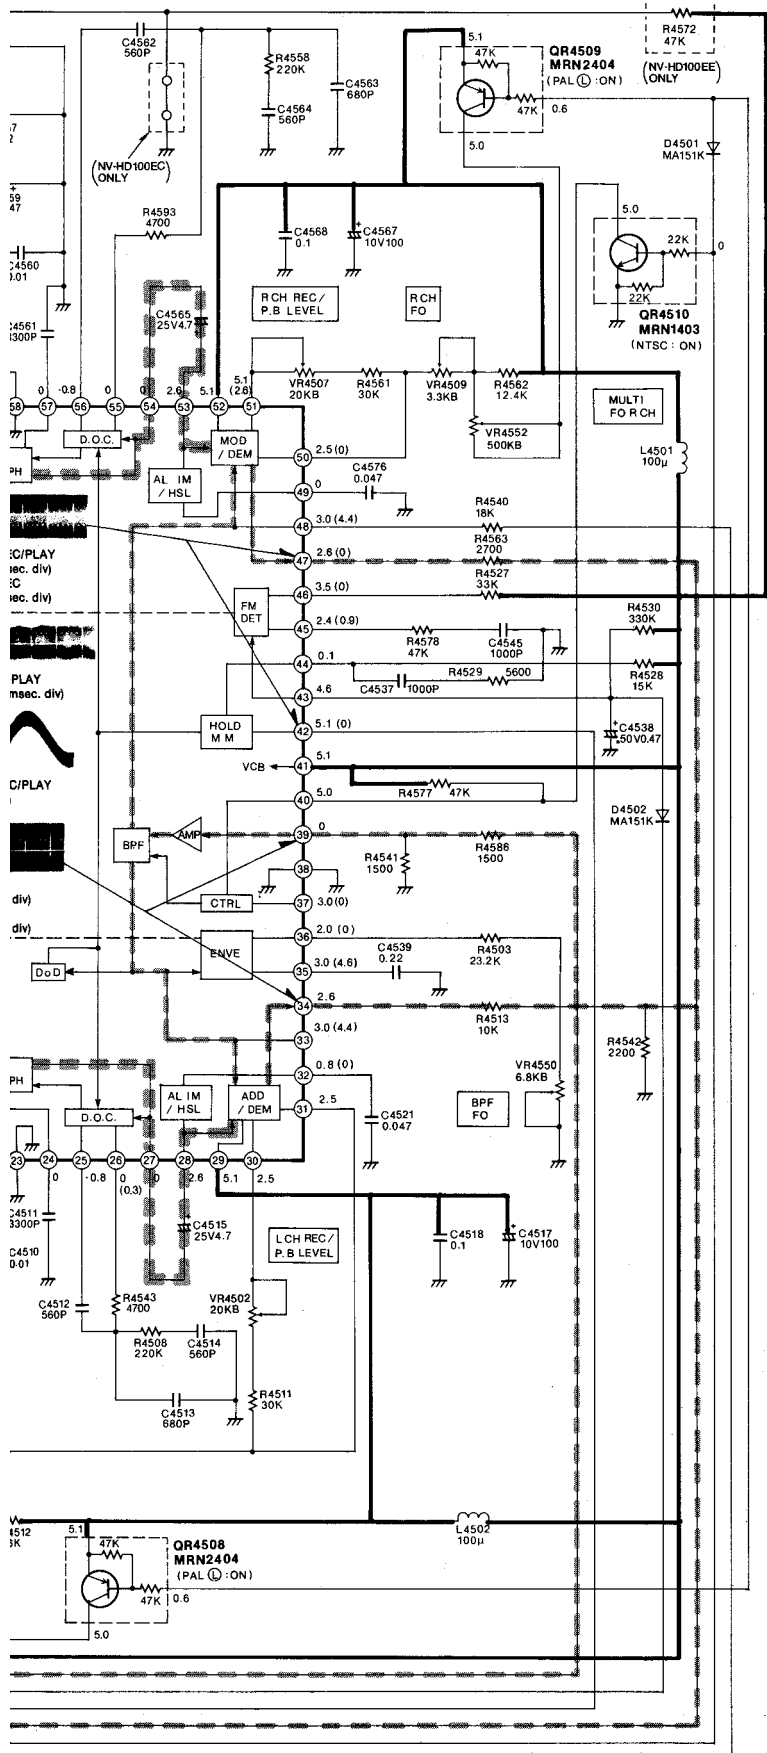 C4562
560P
R4558
220K
C4564
560P
C4563
680P
(NV-HD100EC)
ONLY
5.1
47K
QR4509
MRN2404
(PAL Ⓛ:ON)
47K
0.6
5.0
R4572
47K
(NV-HD100EE)
ONLY
D4501
MA151K
R4593
4700
C4568
0.1
C4567
10V100
5.0
22K
0
22K
QR4510
MRN1403
(NTSC : ON)
C4560
0.01
C4565
25V4.7
R CH REC/
P.B LEVEL
R CH
FO
C4561
3300P
VR4507
20KB
R4561
30K
VR4509
3.3KB
R4562
12.4K
MULTI
FO R CH
0
-0.8
0
0
2.6
5.1
5.1
(2.8)
58
57
56
55
54
53
52
51
VR4552
500KB
D.O.C.
MOD
/ DEM
PH
AL IM
/ HSL
50
2.5 (0)
49
0
C4576
0.047
L4501
100μ
48
3.0 (4.4)
R4540
18K
47
2.6 (0)
R4563
2700
46
3.5 (0)
R4527
33K
EC/PLAY
sec. div)
EC
sec. div)
FM
DET
45
2.4 (0.9)
R4578
47K
C4545
1000P
R4530
330K
44
0.1
C4537
1000P
R4529
5600
R4528
15K
PLAY
msec. div)
43
4.6
HOLD
M M
42
5.1 (0)
C4538
50V0.47
VCB
41
5.1
R4577
47K
C/PLAY
40
5.0
D4502
MA151K
BPF
AMP
39
0
R4541
1500
R4586
1500
38
CTRL
37
3.0(0)
div)
div)
36
2.0 (0)
R4503
23.2K
ENVE
35
3.0 (4.6)
C4539
0.22
DoD
34
2.6
R4513
10K
33
3.0 (4.4)
R4542
2200
32
0.8 (0)
VR4550
6.8KB
PH
AL IM
/ HSL
ADD
/ DEM
31
2.5
C4521
0.047
BPF
FO
D.O.C.
23
24
25
26
27
28
29
30
0
-0.8
0
(0.3)
0
2.6
5.1
2.5
C4511
3300P
C4510
0.01
C4515
25V4.7
L CH REC/
P.B LEVEL
C4518
0.1
C4517
10V100
C4512
560P
R4543
4700
VR4502
20KB
R4508
220K
C4514
560P
C4513
680P
R4511
30K
4512
5.1
47K
QR4508
MRN2404
(PAL Ⓛ:ON)
47K
0.6
5.0
L4502
100μ